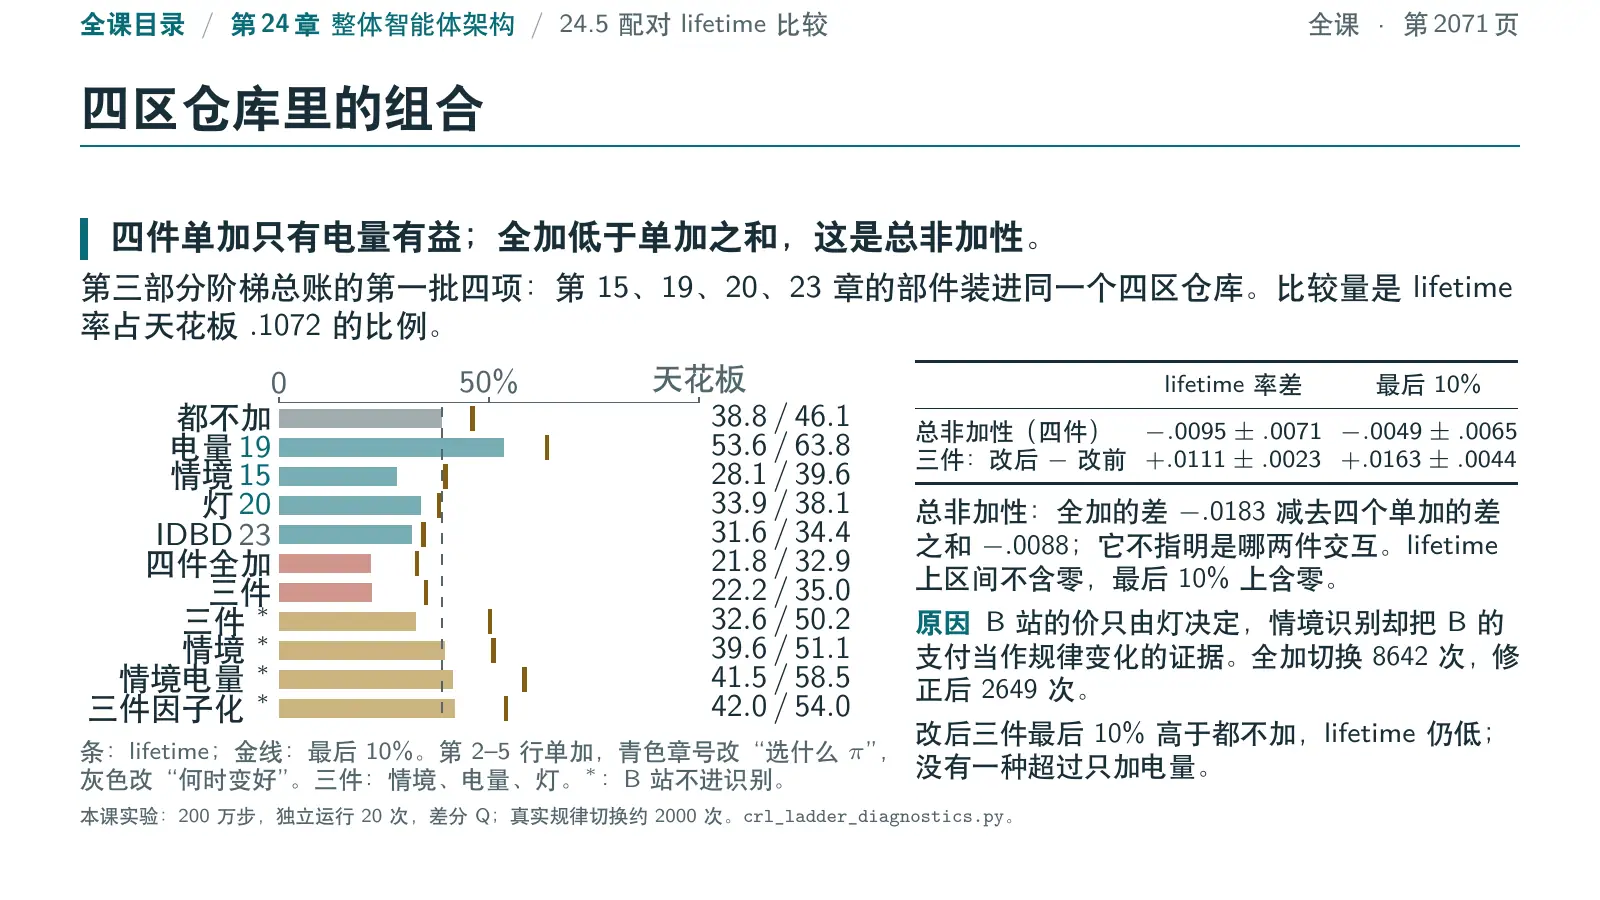 全课目录 / 第 24 章 整体智能体架构 / 24.5 配对 lifetime 比较
全课 · 第 2071 页
四区仓库里的组合
四件单加只有电量有益；全加低于单加之和，这是总非加性。
第三部分阶梯总账的第一批四项：第 15、19、20、23 章的部件装进同一个四区仓库。比较量是 lifetime
率占天花板 .1072 的比例。
0 50% 天花板
都不加 38.8 / 46.1
电量 19 53.6 / 63.8
情境 15 28.1 / 39.6
灯 20 33.9 / 38.1
IDBD 23 31.6 / 34.4
四件全加 21.8 / 32.9
三件 22.2 / 35.0
三件 * 32.6 / 50.2
情境 * 39.6 / 51.1
情境电量 * 41.5 / 58.5
三件因子化 * 42.0 / 54.0
条：lifetime；金线：最后 10%。第 2–5 行单加，青色章号改“选什么 π”，
灰色改“何时变好”。三件：情境、电量、灯。*：B 站不进识别。
lifetime 率差 最后 10%
总非加性（四件） −.0095 ± .0071 −.0049 ± .0065
三件：改后 − 改前 +.0111 ± .0023 +.0163 ± .0044
总非加性：全加的差 −.0183 减去四个单加的差
之和 −.0088；它不指明是哪两件交互。lifetime
上区间不含零，最后 10% 上含零。
原因 B 站的价只由灯决定，情境识别却把 B 的
支付当作规律变化的证据。全加切换 8642 次，修
正后 2649 次。
改后三件最后 10% 高于都不加，lifetime 仍低；
没有一种超过只加电量。
本课实验：200 万步，独立运行 20 次，差分 Q；真实规律切换约 2000 次。crl_ladder_diagnostics.py。